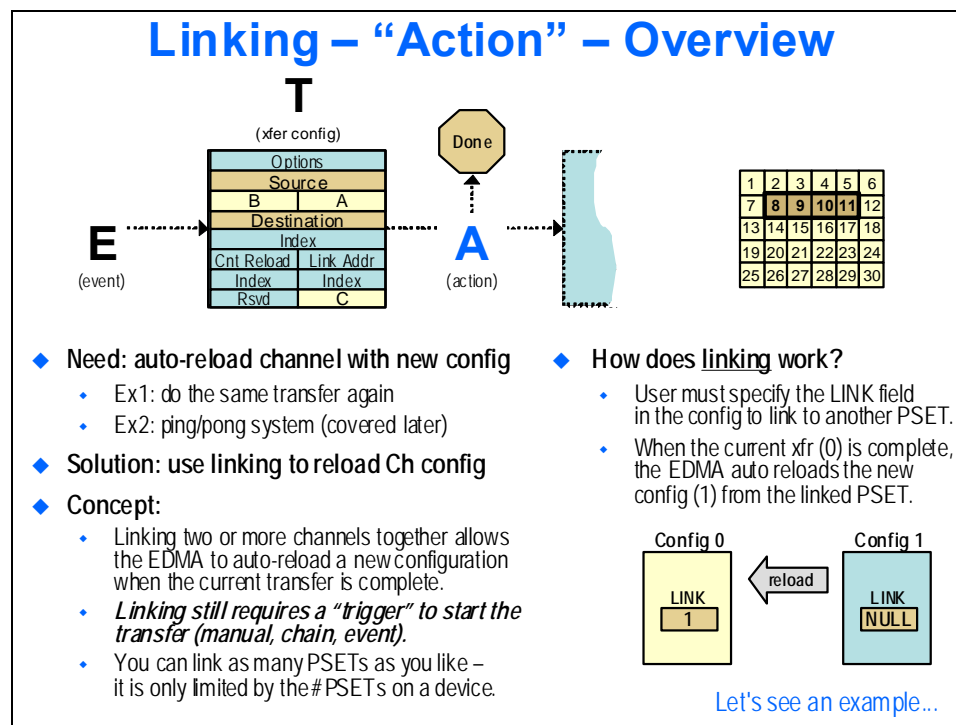 Linking – “Action” – Overview
T
(xfer config)
Options
Source
B A
Destination
Index
Cnt Reload Link Addr
Index Index
Rsvd C
E
(event)
Done
A
(action)
1 2 3 4 5 6
7 8 9 10 11 12
13 14 15 16 17 18
19 20 21 22 23 24
25 26 27 28 29 30
Need: auto-reload channel with new config
Ex1: do the same transfer again
Ex2: ping/pong system (covered later)
Solution: use linking to reload Ch config
Concept:
Linking two or more channels together allows
the EDMA to auto-reload a new configuration
when the current transfer is complete.
Linking still requires a “trigger” to start the
transfer (manual, chain, event).
You can link as many PSETs as you like –
it is only limited by the #PSETs on a device.
How does linking work?
User must specify the LINK field
in the config to link to another PSET.
When the current xfr (0) is complete,
the EDMA auto reloads the new
config (1) from the linked PSET.
Config 0
LINK
1
reload
Config 1
LINK
NULL
Let's see an example...